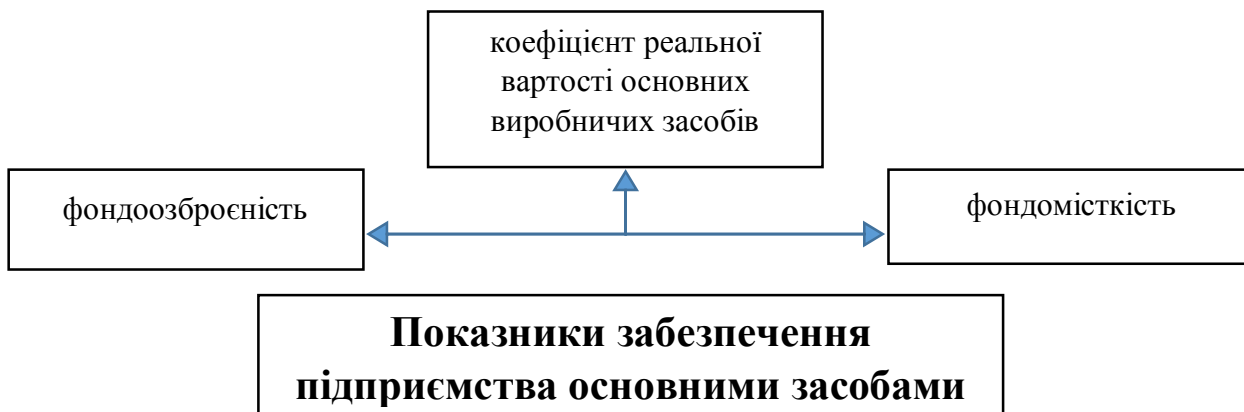 коефіцієнт реальної
вартості основних
виробничих засобів
фондоозброєність
фондомісткість
Показники забезпечення
підприємства основними засобами